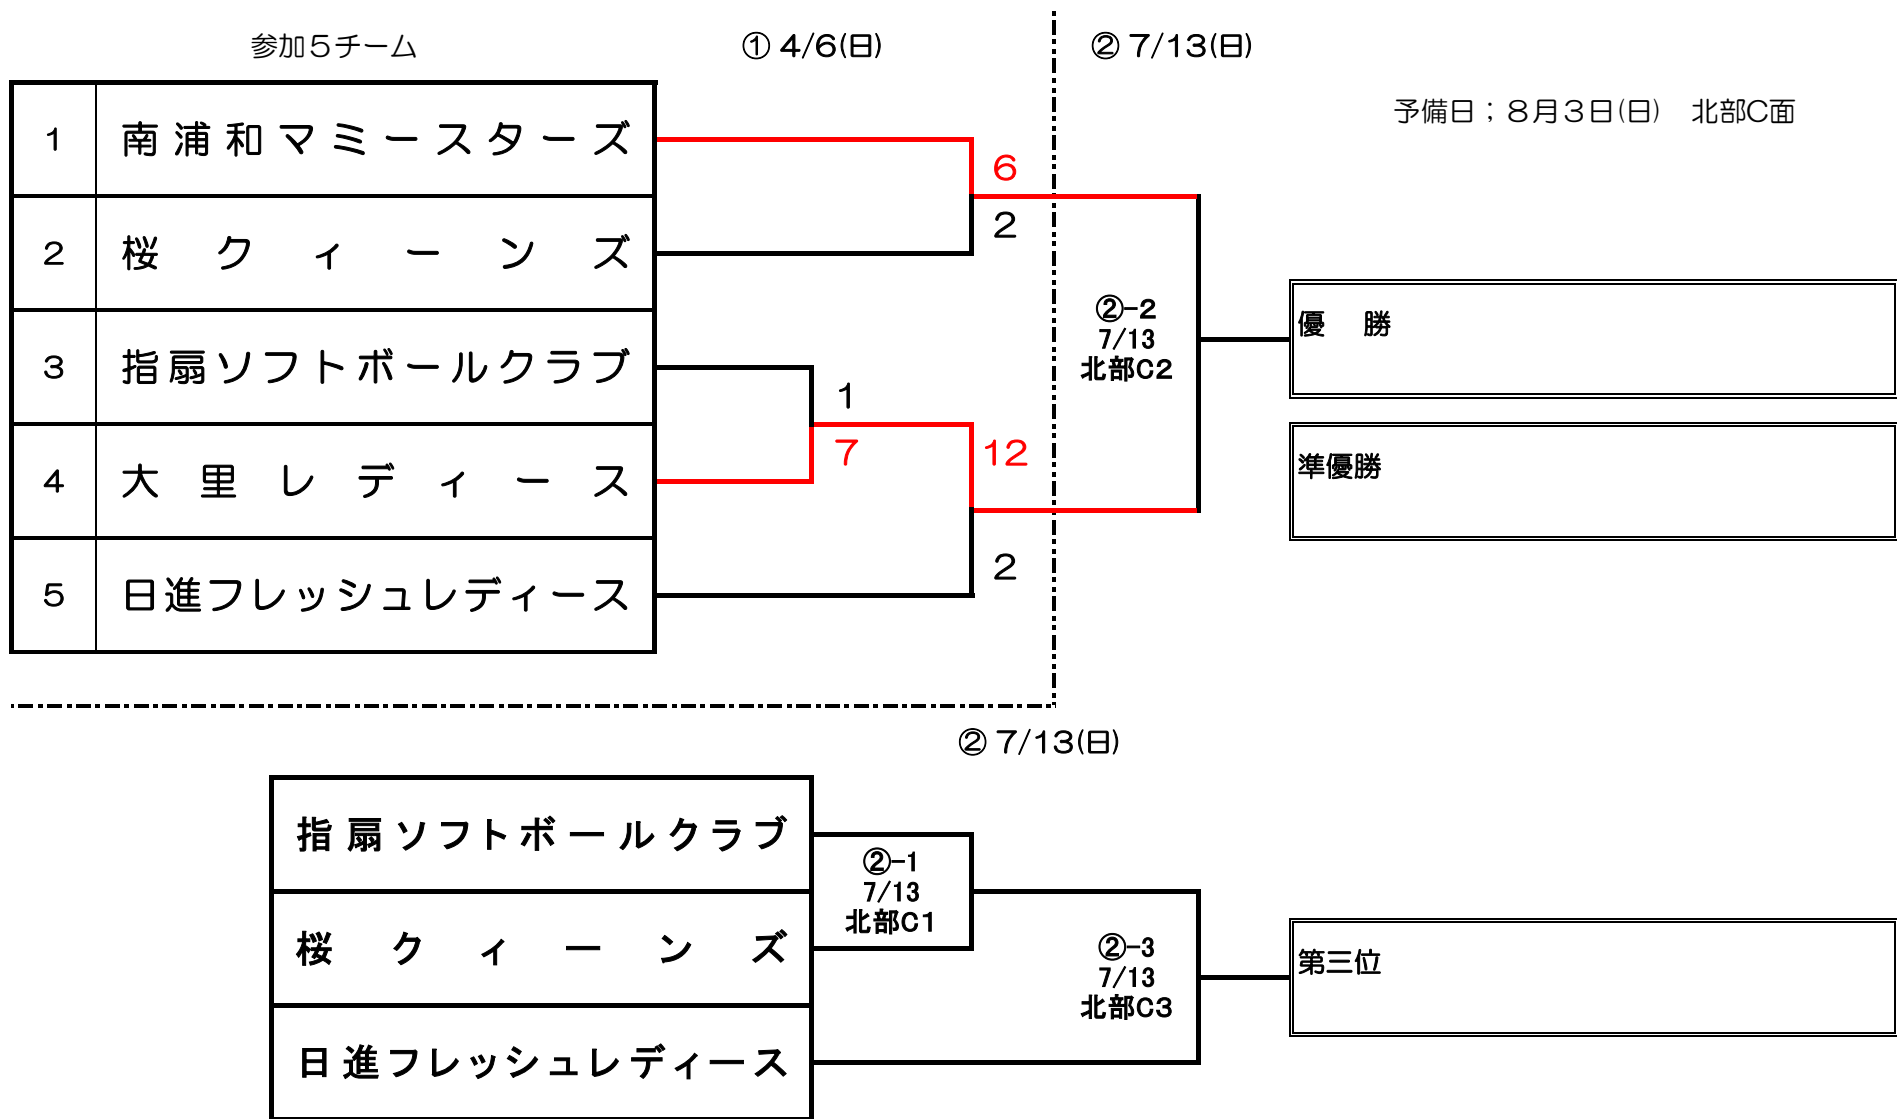 参加５チーム
① 4/6(日)
② 7/13(日)
予備日；８月３日(日)　北部C面
1 南浦和マミースターズ
6
2
2 桜クィーンズ
②-2
7/13
北部C2
優　勝
3 指扇ソフトボールクラブ
1
7
12
4 大里レディース
準優勝
2
5 日進フレッシュレディース
② 7/13(日)
指扇ソフトボールクラブ
②-1
7/13
北部C1
桜クィーンズ
②-3
7/13
北部C3
第三位
日進フレッシュレディース